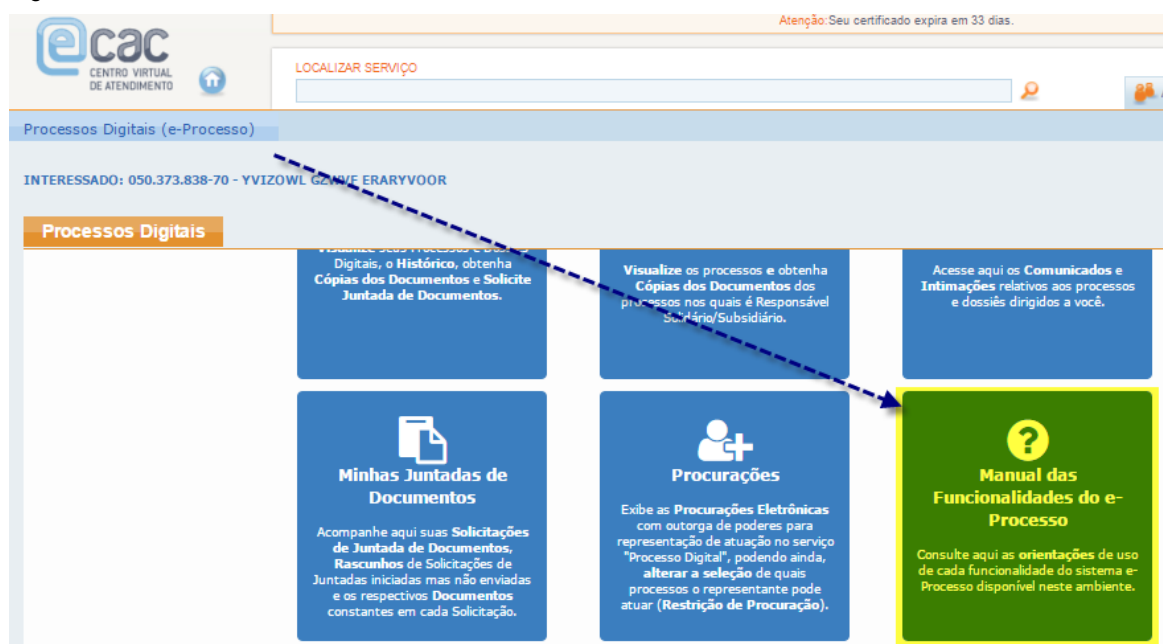 Atenção:Seu certificado expira em 33 dias.
ecac
CENTRO VIRTUAL
DE ATENDIMENTO
LOCALIZAR SERVIÇO
Processos Digitais (e-Processo)
INTERESSADO: 050.373.838-70 - YVIZOWL GZWVF ERARYVOOR
Processos Digitais
Digitais, o Histórico, obtenha
Cópias dos Documentos e Solicite
Juntada de Documentos.
Visualize os processos e obtenha
Cópias dos Documentos dos
processos nos quais é Responsável
Solidário/Subsidiário.
Acesse aqui os Comunicados e
Intimações relativos aos processos
e dossiês dirigidos a você.
Minhas Juntadas de
Documentos
Acompanhe aqui suas Solicitações
de Juntada de Documentos,
Rascunhos de Solicitações de
Juntadas iniciadas mas não enviadas
e os respectivos Documentos
constantes em cada Solicitação.
Procurações
Exibe as Procurações Eletrônicas
com outorga de poderes para
representação de atuação no serviço
"Processo Digital", podendo ainda,
alterar a seleção de quais
processos o representante pode
atuar (Restrição de Procuração).
Manual das
Funcionalidades do e-
Processo
Consulte aqui as orientações de uso
de cada funcionalidade do sistema e-
Processo disponível neste ambiente.